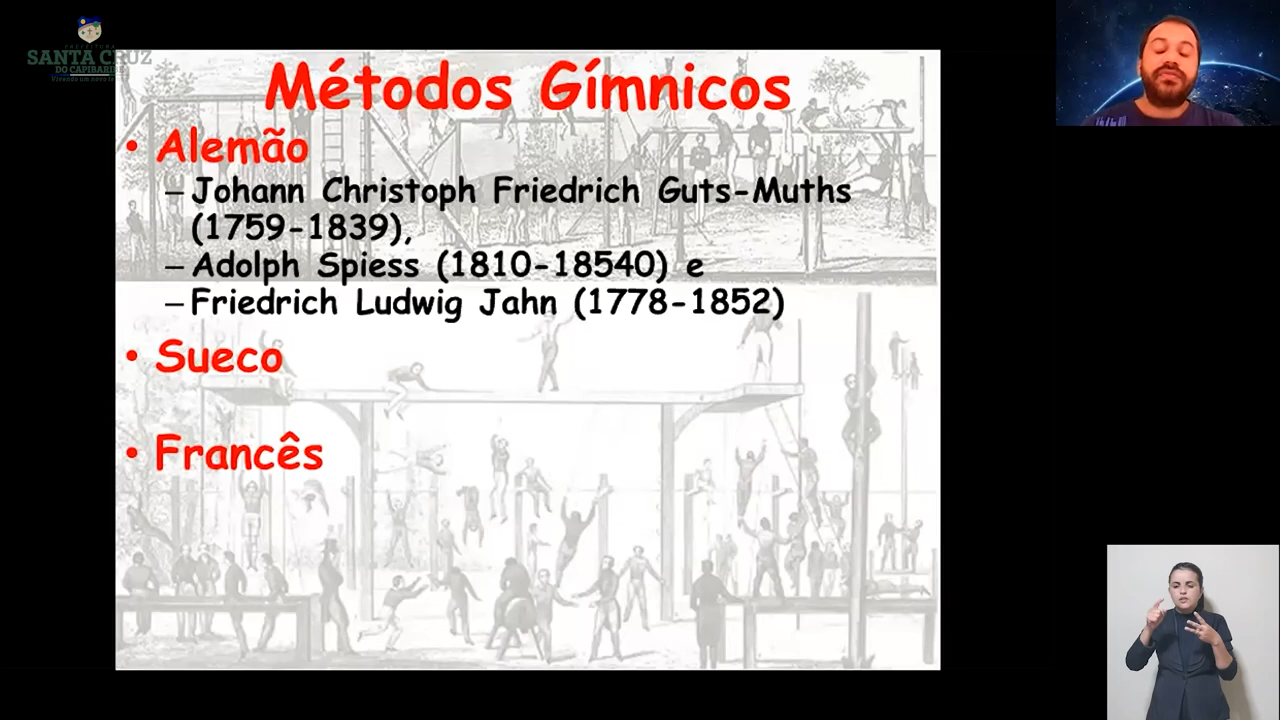 PREFEITURA
SANTA CRUZ
DO CAPIBARIBE
Métodos Gímnicos
• Alemão
– Johann Christoph Friedrich Guts-Muths
(1759-1839),
– Adolph Spiess (1810-18540) e
– Friedrich Ludwig Jahn (1778-1852)
• Sueco
• Francês